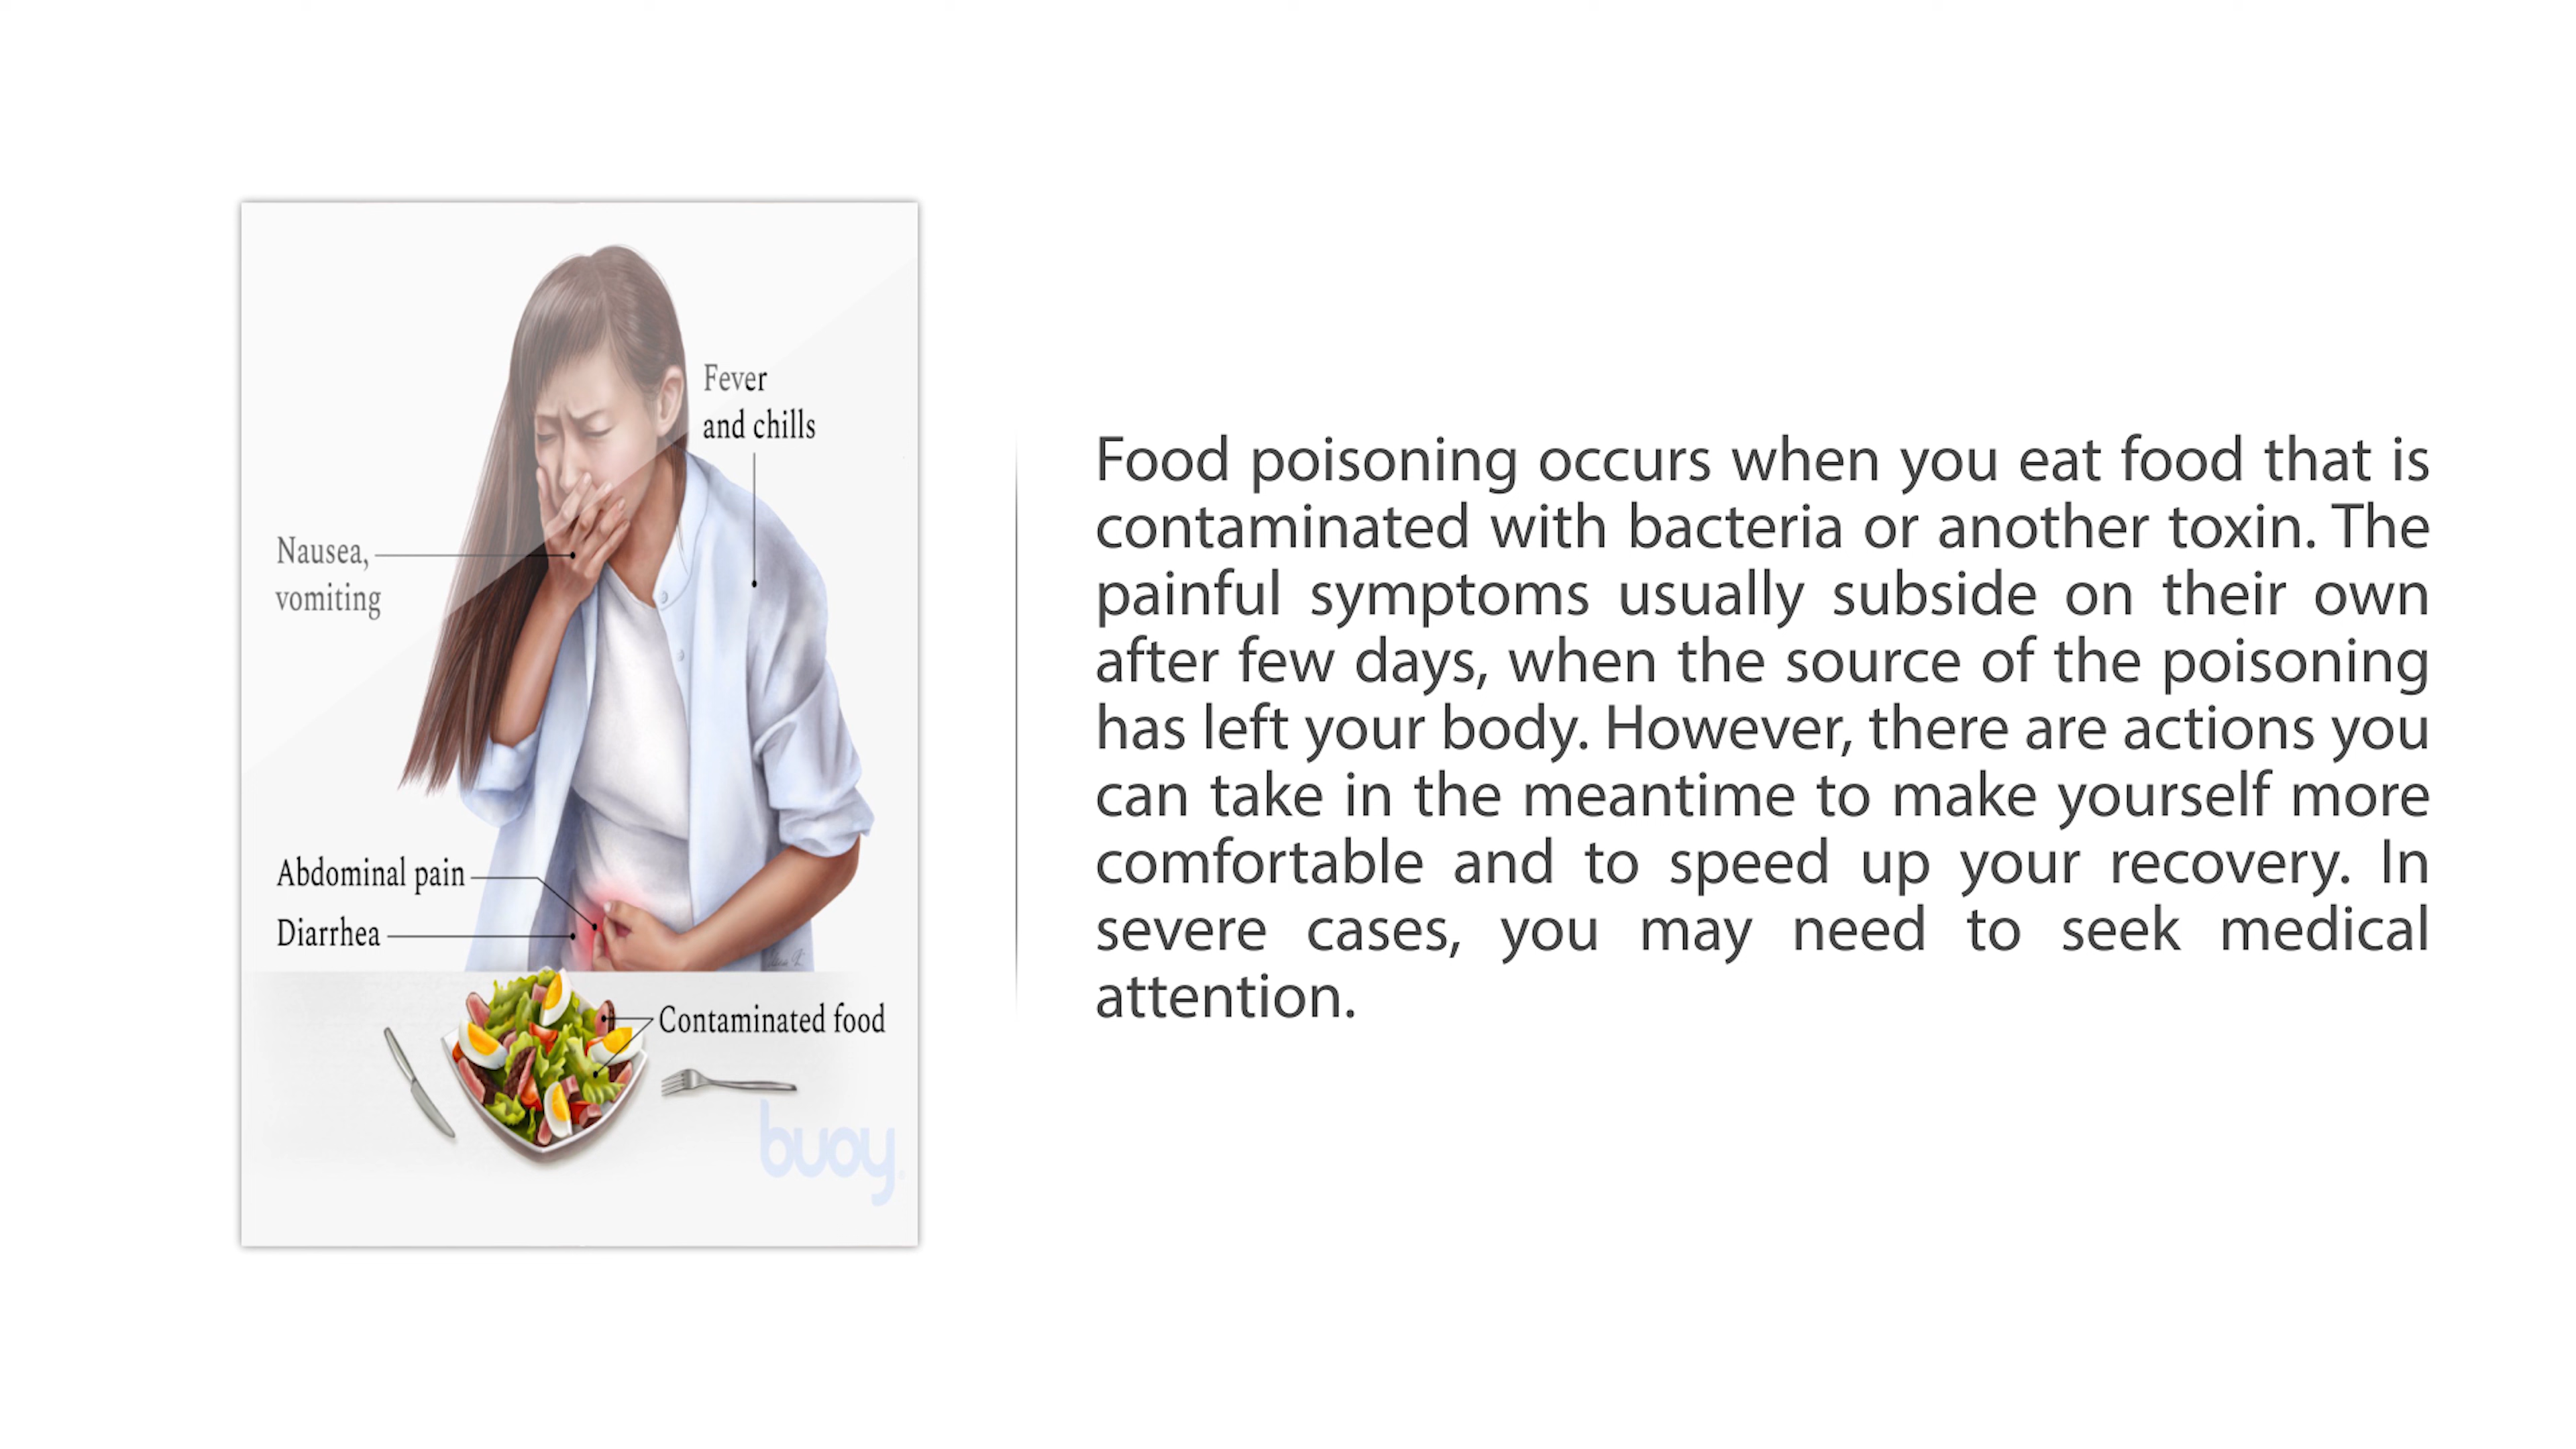 Fever
and chills
Nausea,
vomiting
Abdominal pain
Diarrhea
Contaminated food
buoy
Food poisoning occurs when you eat food that is
contaminated with bacteria or another toxin. The
painful symptoms usually subside on their own
after few days, when the source of the poisoning
has left your body. However, there are actions you
can take in the meantime to make yourself more
comfortable and to speed up your recovery. In
severe cases, you may need to seek medical
attention.